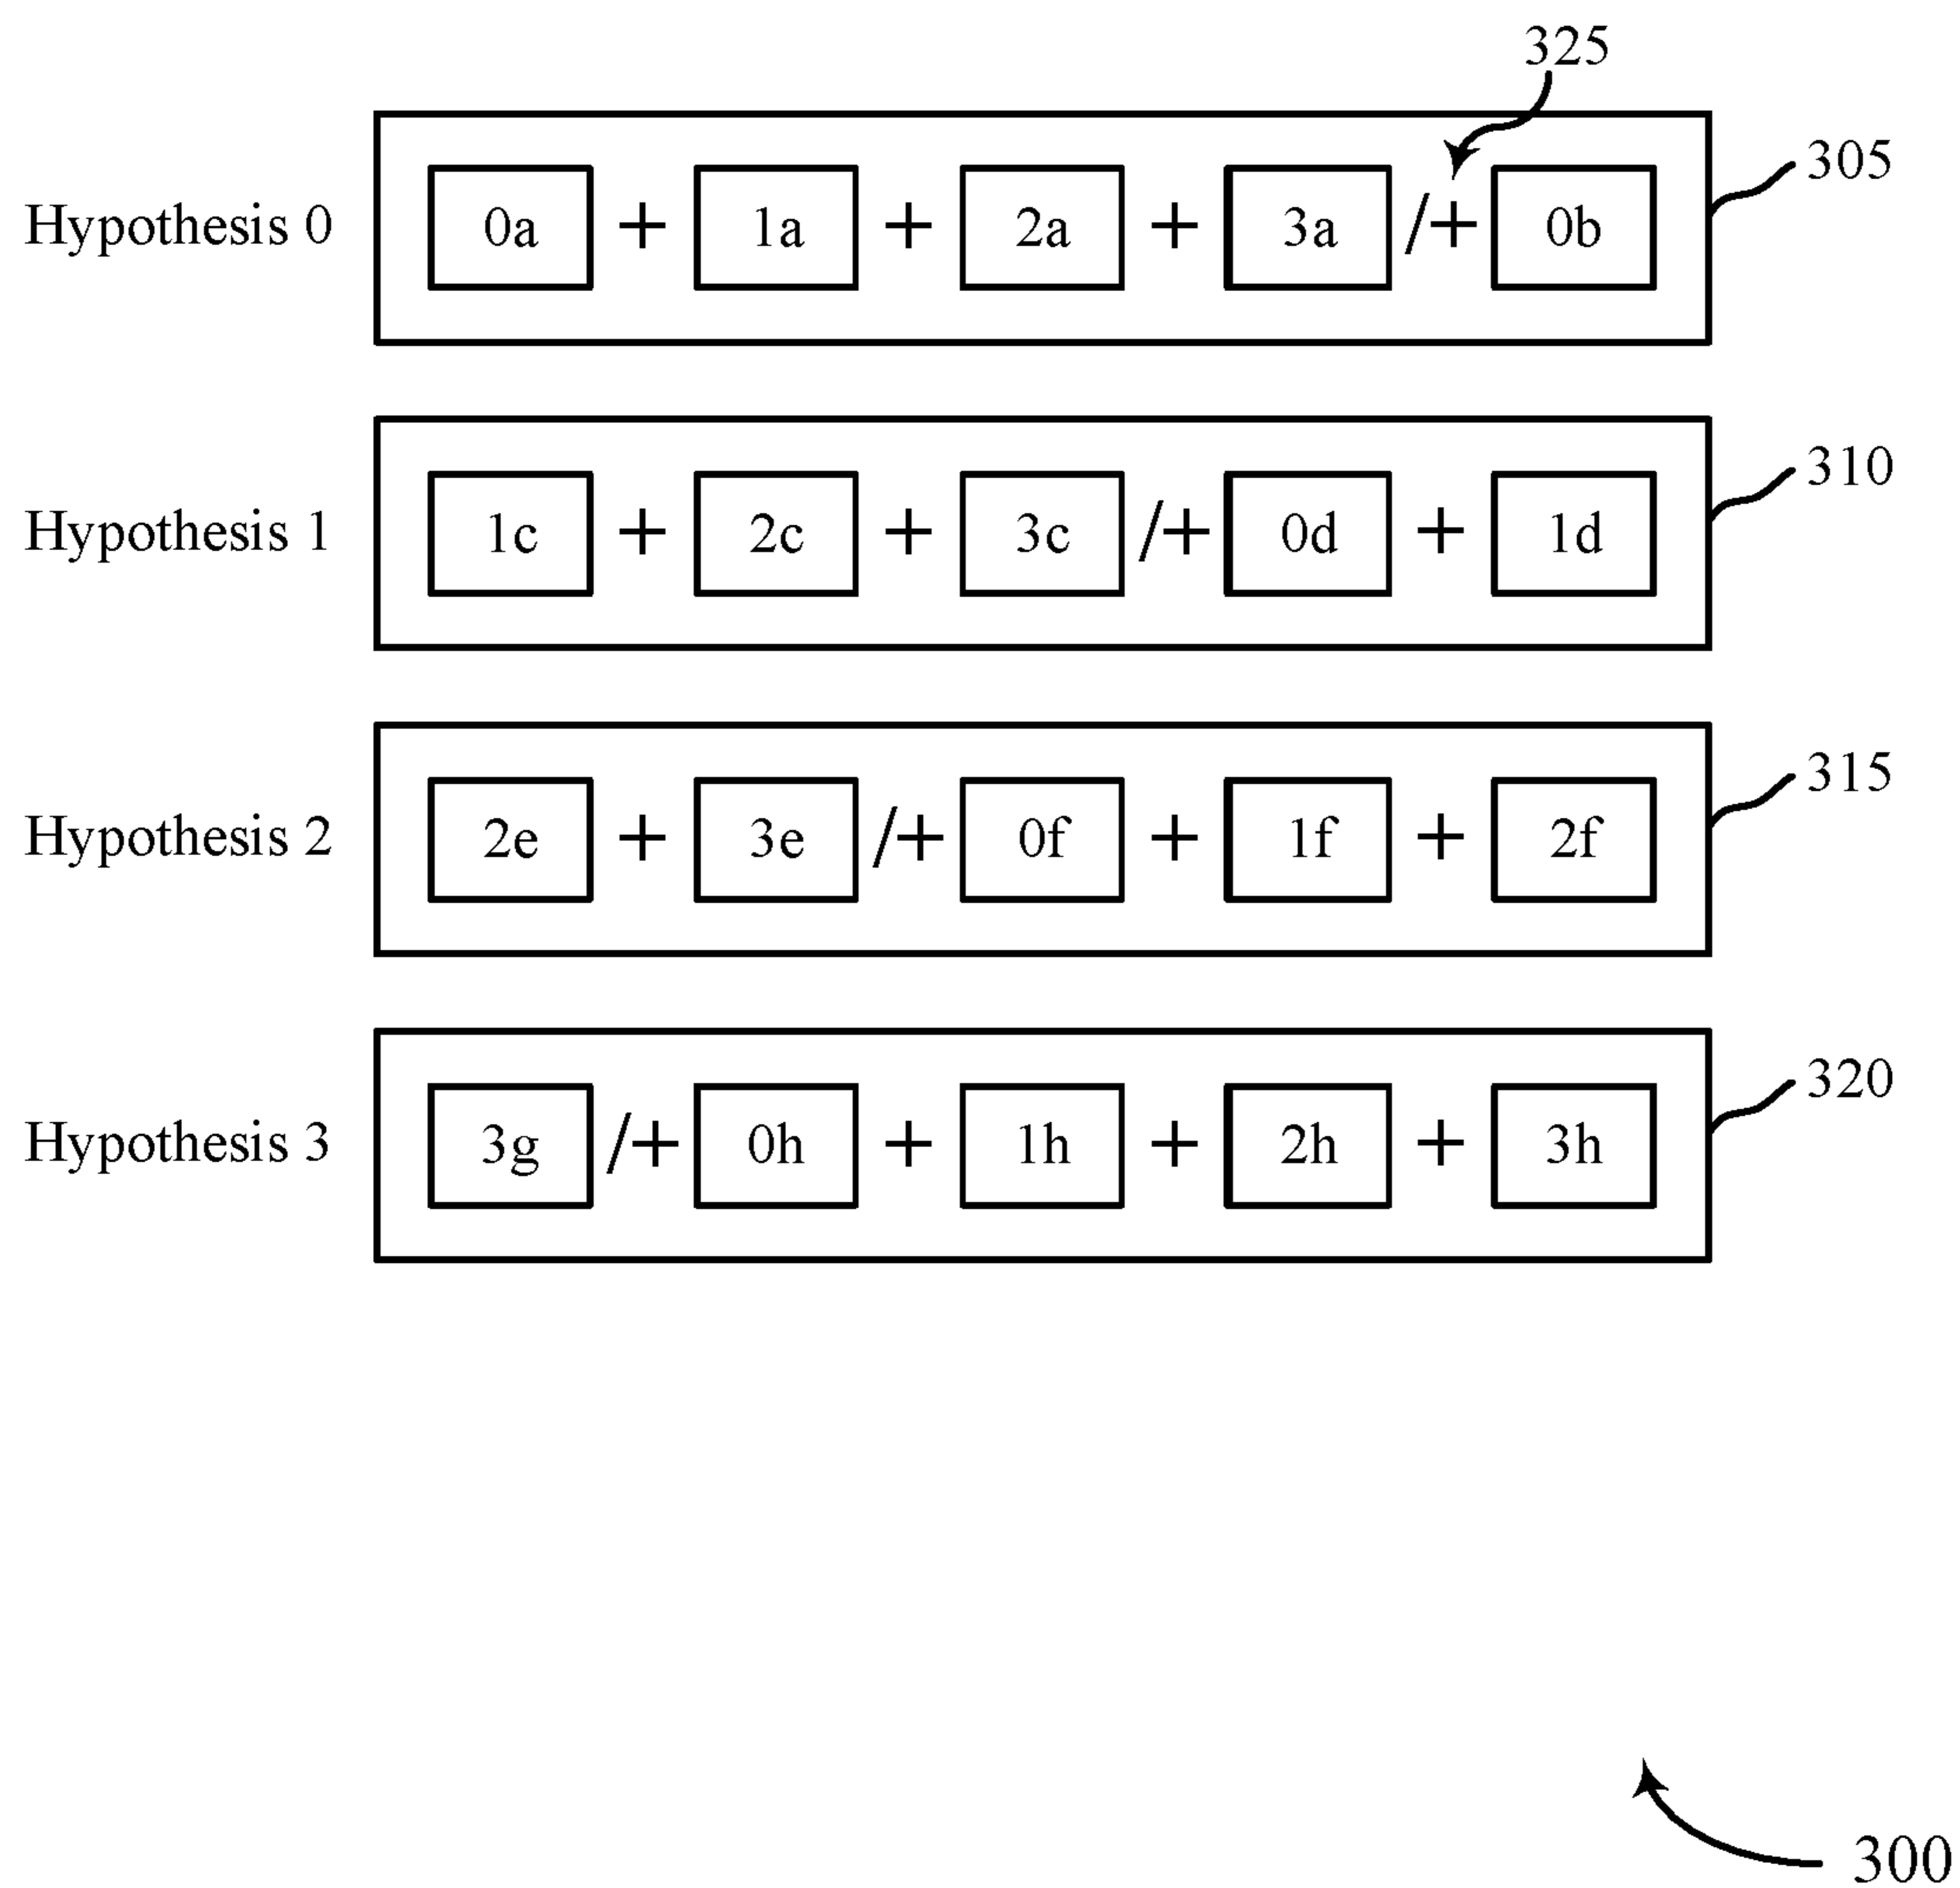 325
305
Hypothesis 0 0a + 1a + 2a + 3a /+ 0b
310
Hypothesis 1 1c + 2c + 3c /+ 0d + 1d
315
Hypothesis 2 2e + 3e /+ 0f + 1f + 2f
320
Hypothesis 3 3g /+ 0h + 1h + 2h + 3h
300